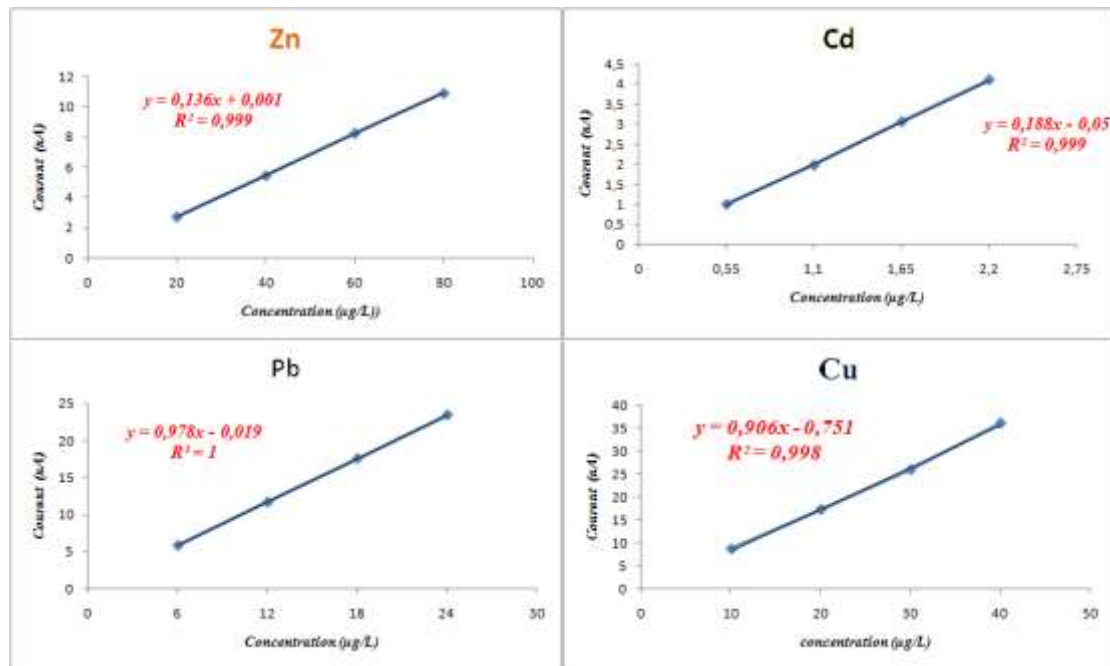 Zn
y = 0,136x + 0,001
R² = 0,999
Courant (nA)
12
10
8
6
4
2
0
0 20 40 60 80 100
Concentration (µg/L))
Cd
y = 0,188x - 0,05
R² = 0,999
Courant (nA)
4,5
4
3,5
3
2,5
2
1,5
1
0,5
0
0 0,55 1,1 1,65 2,2 2,75
Concentration (µg/L)
Pb
y = 0,978x - 0,019
R² = 1
Courant (nA)
25
20
15
10
5
0
0 6 12 18 24 30
Concentration (µg/L)
Cu
y = 0,906x - 0,751
R² = 0,998
Courant (nA)
40
35
30
25
20
15
10
5
0
0 10 20 30 40 50
concentration (µg/L)